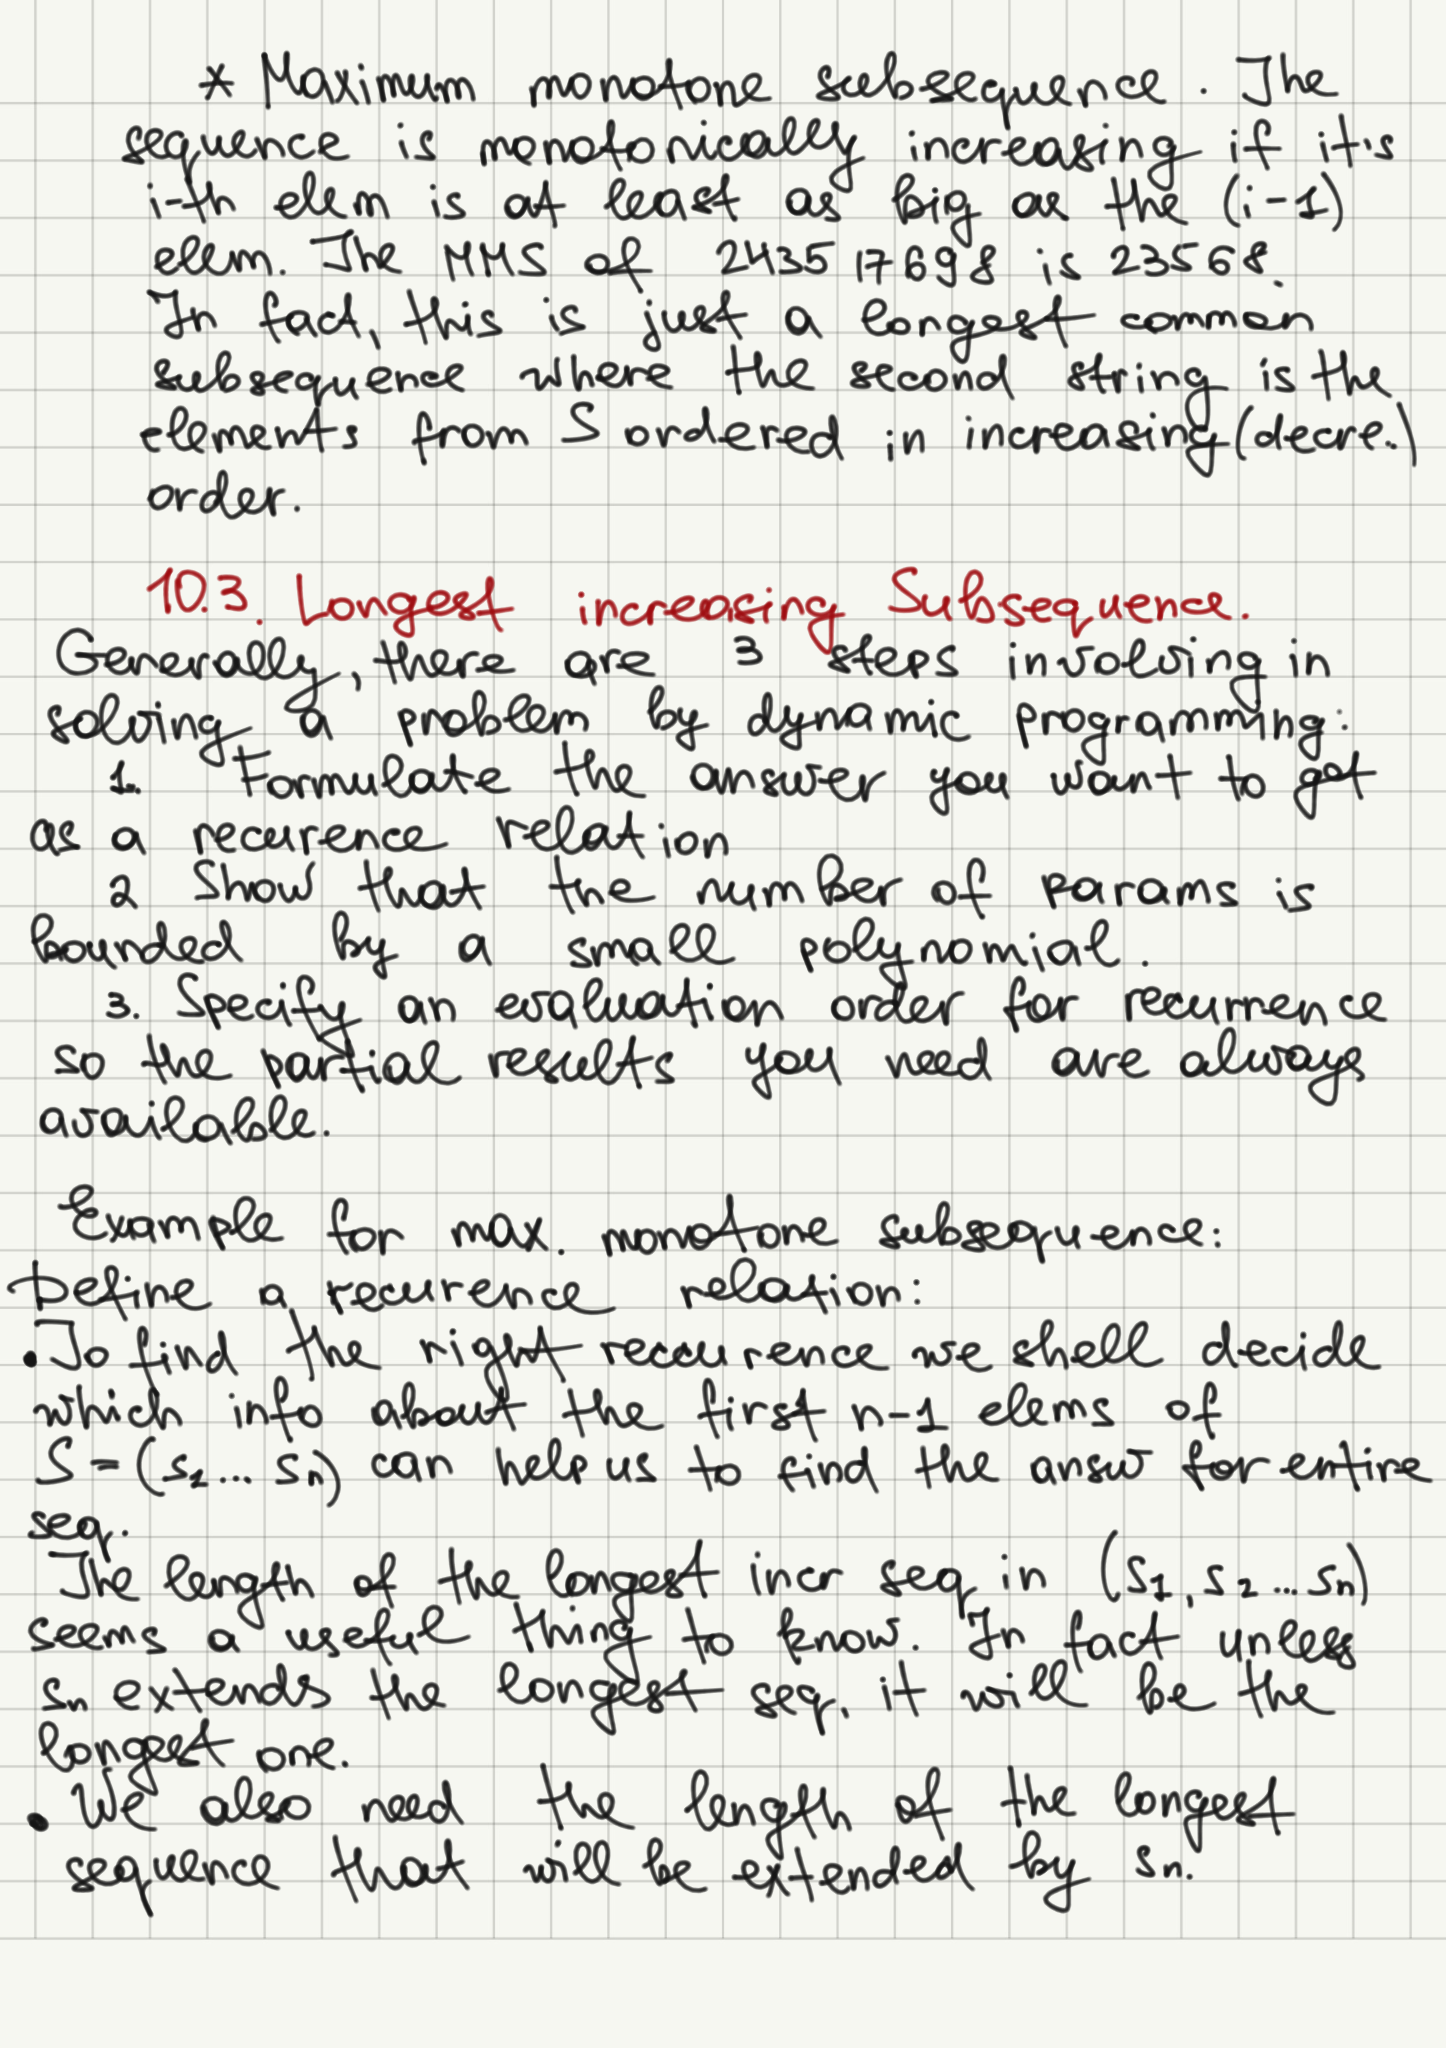 * Maximum monotone subsequence. The
sequence is monotonically increasing if it's
i-th elem is at least as big as the (i-1)
elem. The MMS of 243517698 is 23568.
In fact, this is just a longest common
subsequence where the second string is the
elements from S ordered in increasing (decre.)
order.
10.3. Longest increasing Subsequence.
Generally, there are 3 steps involving in
solving a problem by dynamic programming:
1. Formulate the answer you want to get
as a recurence relation
2 Show that the number of params is
bounded by a small polynomial.
3. Specify an evaluation order for recurrence
so the partial results you need are always
available.
Example for max. monotone subsequence:
Define a recurence relation:
• To find the right reccurence we shell decide
which info about the first n-1 elems of
S = (s1 ... sn) can help us to find the answ for entire
seq.
The length of the longest incr seq in (s1, s2 ... sn)
seems a useful thing to know. In fact unless
sn extends the longest seq, it will be the
longest one.
• We also need the length of the longest
sequence that will be extended by sn.